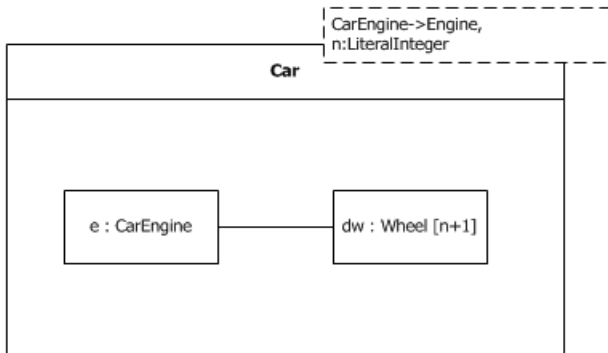 CarEngine->Engine,
n:LiteralInteger
Car
e : CarEngine
dw : Wheel [n+1]